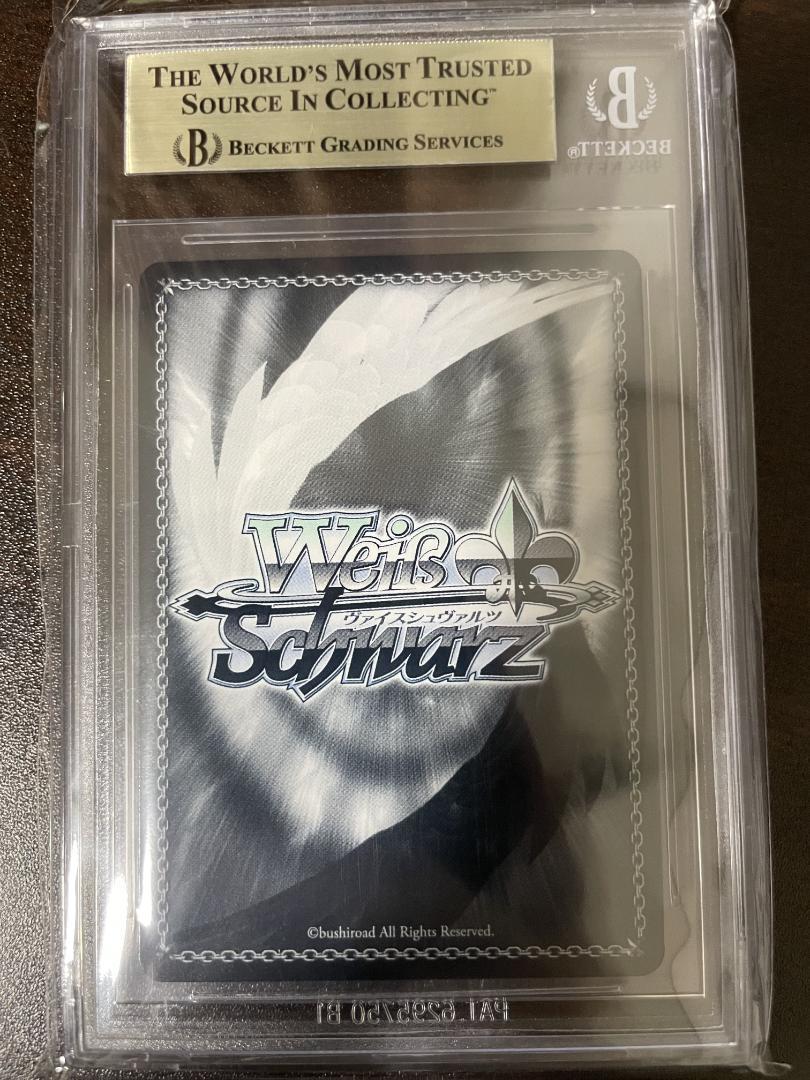 THE WORLD'S MOST TRUSTED
SOURCE IN COLLECTING™
B BECKETT GRADING SERVICES
B
BECKETT®
Weiß
ヴァイスシュヴァルツ
Schwarz
©bushiroad All Rights Reserved.